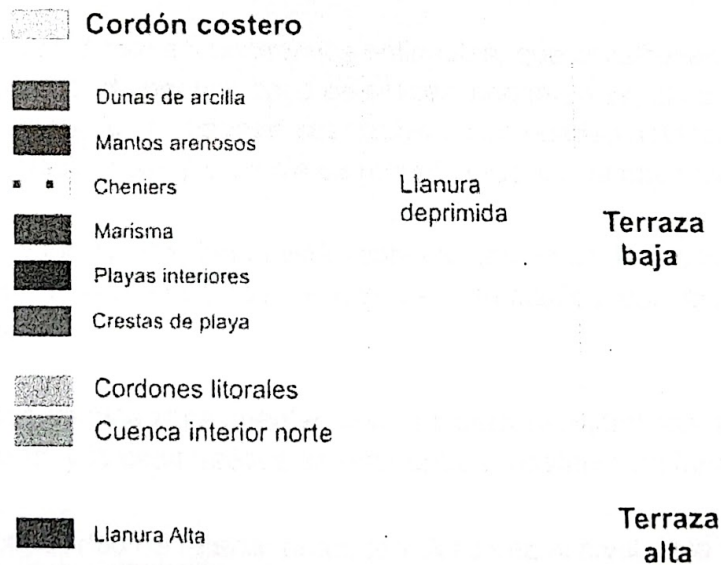 Cordón costero
Dunas de arcilla
Mantos arenosos
Cheniers
Marisma
Playas interiores
Crestas de playa
Llanura
deprimida
Terraza
baja
Cordones litorales
Cuenca interior norte
Llanura Alta
Terraza
alta